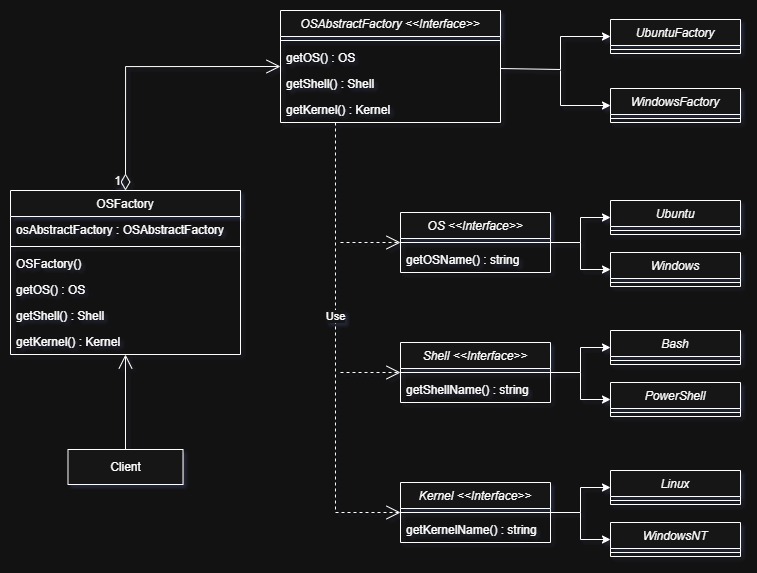 OSAbstractFactory <<Interface>>
getOS() : OS
getShell() : Shell
getKernel() : Kernel
UbuntuFactory
WindowsFactory
1
OSFactory
osAbstractFactory : OSAbstractFactory
OSFactory()
getOS() : OS
getShell() : Shell
getKernel() : Kernel
Client
Use
OS <<Interface>>
getOSName() : string
Ubuntu
Windows
Shell <<Interface>>
getShellName() : string
Bash
PowerShell
Kernel <<Interface>>
getKernelName() : string
Linux
WindowsNT